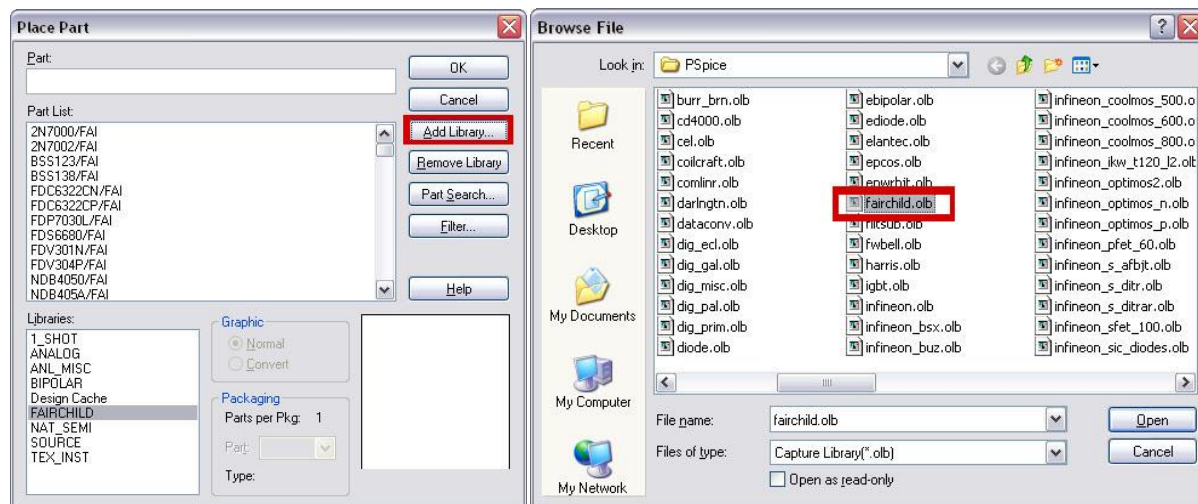 Place Part
Part:
OK
Cancel
Part List:
2N7000/FAI
2N7002/FAI
BSS123/FAI
BSS138/FAI
FDC6322CN/FAI
FDC6322CP/FAI
FDP7030L/FAI
FDS6680/FAI
FDV301N/FAI
FDV304P/FAI
NDB4050/FAI
NDB405A/FAI
Add Library...
Remove Library
Part Search...
Filter...
Help
Libraries:
1_SHOT
ANALOG
ANL_MISC
BIPOLAR
Design Cache
FAIRCHILD
NAT_SEMI
SOURCE
TEX_INST
Graphic
Normal
Convert
Packaging
Parts per Pkg: 1
Part:
Type:
Browse File
Look in: PSpice
Recent
Desktop
My Documents
My Computer
My Network
burr_brn.olb
cd4000.olb
cel.olb
coilcraft.olb
comlinr.olb
darlngtn.olb
dataconv.olb
dig_ecl.olb
dig_gal.olb
dig_misc.olb
dig_pal.olb
dig_prim.olb
diode.olb
ebipolar.olb
ediode.olb
elantec.olb
epcos.olb
epwrbjt.olb
fairchild.olb
filtsub.olb
fwbell.olb
harris.olb
igbt.olb
infineon.olb
infineon_bsx.olb
infineon_buz.olb
infineon_coolmos_500.o
infineon_coolmos_600.o
infineon_coolmos_800.o
infineon_ikw_t120_l2.olb
infineon_optimos2.olb
infineon_optimos_n.olb
infineon_optimos_p.olb
infineon_pfet_60.olb
infineon_s_afbjt.olb
infineon_s_ditr.olb
infineon_s_ditrar.olb
infineon_sfet_100.olb
infineon_sic_diodes.olb
File name: fairchild.olb
Open
Files of type: Capture Library(*.olb)
Cancel
Open as read-only